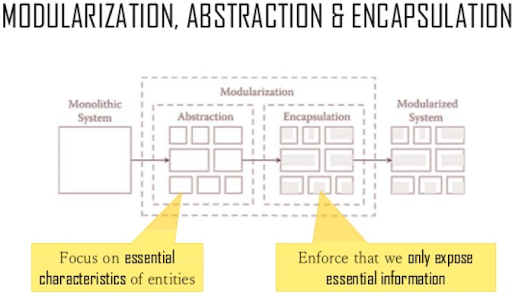 MODULARIZATION, ABSTRACTION & ENCAPSULATION
Modularization
Monolithic
System
Abstraction
Encapsulation
Modularized
System
Focus on essential
characteristics of entities
Enforce that we only expose
essential information